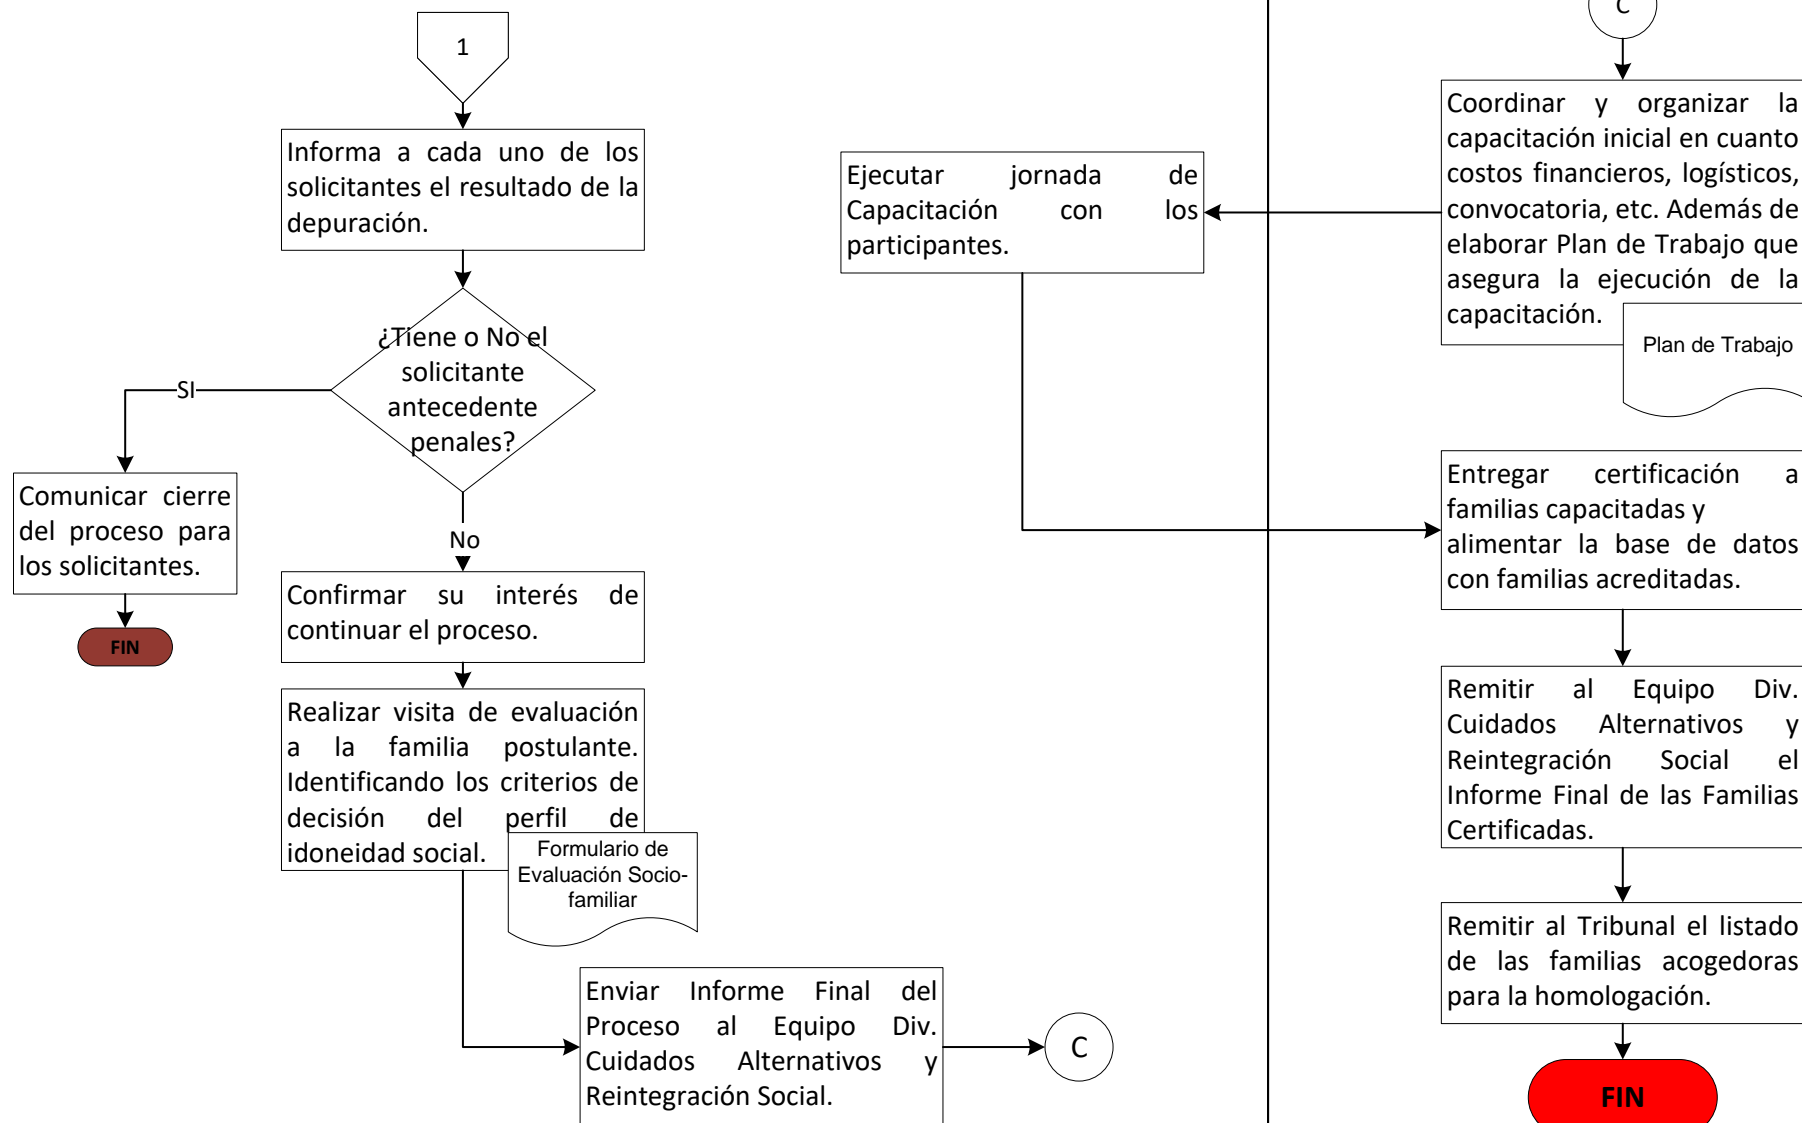 1
Informa a cada uno de los
solicitantes el resultado de la
depuración.
¿Tiene o No el
solicitante
antecedente
penales?
SI
No
Comunicar cierre
del proceso para
los solicitantes.
FIN
Confirmar su interés de
continuar el proceso.
Realizar visita de evaluación
a la familia postulante.
Identificando los criterios de
decisión del perfil de
idoneidad social.
Formulario de
Evaluación Socio-
familiar
Enviar Informe Final del
Proceso al Equipo Div.
Cuidados Alternativos y
Reintegración Social.
C
Ejecutar jornada de
Capacitación con los
participantes.
C
Coordinar y organizar la
capacitación inicial en cuanto
costos financieros, logísticos,
convocatoria, etc. Además de
elaborar Plan de Trabajo que
asegura la ejecución de la
capacitación.
Plan de Trabajo
Entregar certificación a
familias capacitadas y
alimentar la base de datos
con familias acreditadas.
Remitir al Equipo Div.
Cuidados Alternativos y
Reintegración Social el
Informe Final de las Familias
Certificadas.
Remitir al Tribunal el listado
de las familias acogedoras
para la homologación.
FIN